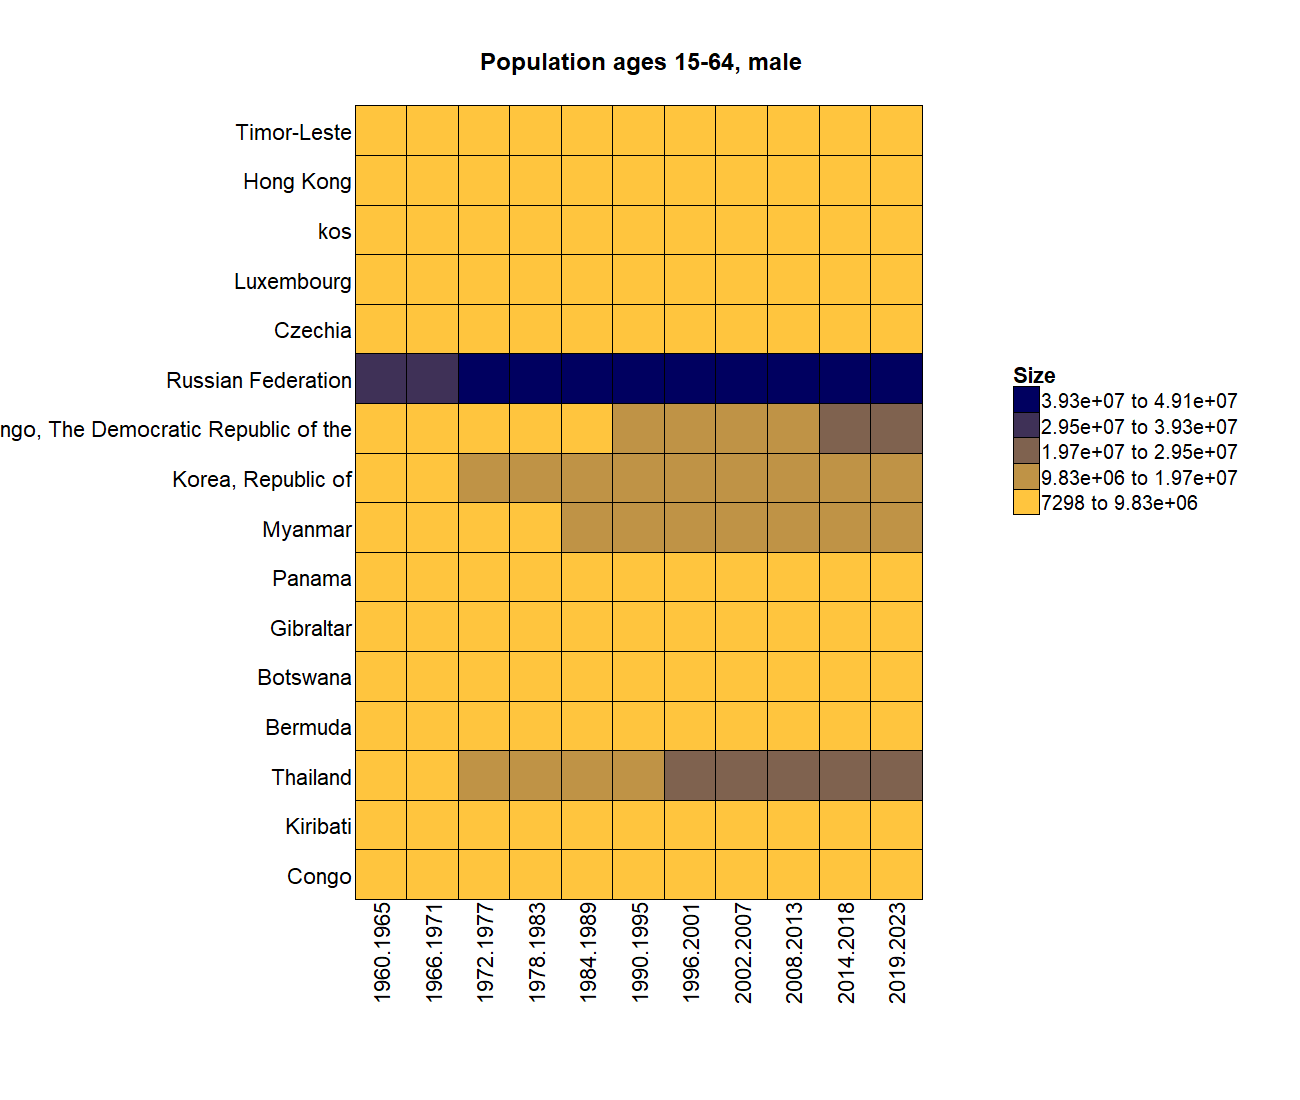 Population ages 15-64, male
Timor-Leste
Hong Kong
kos
Luxembourg
Czechia
Russian Federation
ngo, The Democratic Republic of the
Korea, Republic of
Myanmar
Panama
Gibraltar
Botswana
Bermuda
Thailand
Kiribati
Congo
1960.1965
1966.1971
1972.1977
1978.1983
1984.1989
1990.1995
1996.2001
2002.2007
2008.2013
2014.2018
2019.2023
Size
3.93e+07 to 4.91e+07
2.95e+07 to 3.93e+07
1.97e+07 to 2.95e+07
9.83e+06 to 1.97e+07
7298 to 9.83e+06